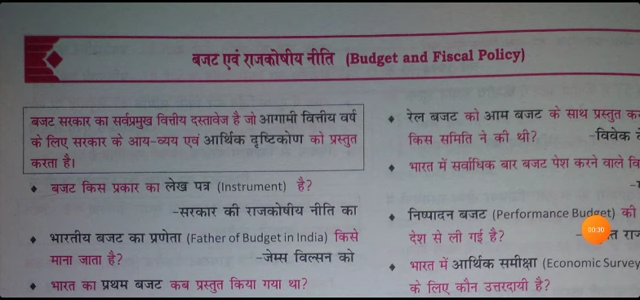 बजट एवं राजकोषीय नीति (Budget and Fiscal Policy)
बजट सरकार का सर्वप्रमुख वित्तीय दस्तावेज है जो आगामी वित्तीय वर्ष
के लिए सरकार के आय-व्यय एवं आर्थिक दृष्टिकोण को प्रस्तुत
करता है।
♦ बजट किस प्रकार का लेख पत्र (Instrument) है?
-सरकार की राजकोषीय नीति का
♦ भारतीय बजट का प्रणेता (Father of Budget in India) किसे
माना जाता है? -जेम्स विल्सन को
♦ भारत का प्रथम बजट कब प्रस्तुत किया गया था?
♦ रेल बजट को आम बजट के साथ प्रस्तुत
किस समिति ने की थी? -विवेक
♦ भारत में सर्वाधिक बार बजट पेश करने वाले
♦ निष्पादन बजट (Performance Budget) की
देश से ली गई है?
00:30
♦ भारत में आर्थिक समीक्षा (Economic Survey
के लिए कौन उत्तरदायी है?